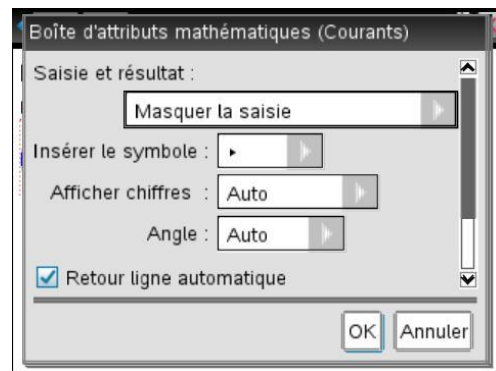 Boîte d'attributs mathématiques (Courants)
Saisie et résultat :
Masquer la saisie
Insérer le symbole : ▸
Afficher chiffres : Auto
Angle : Auto
Retour ligne automatique
OK Annuler